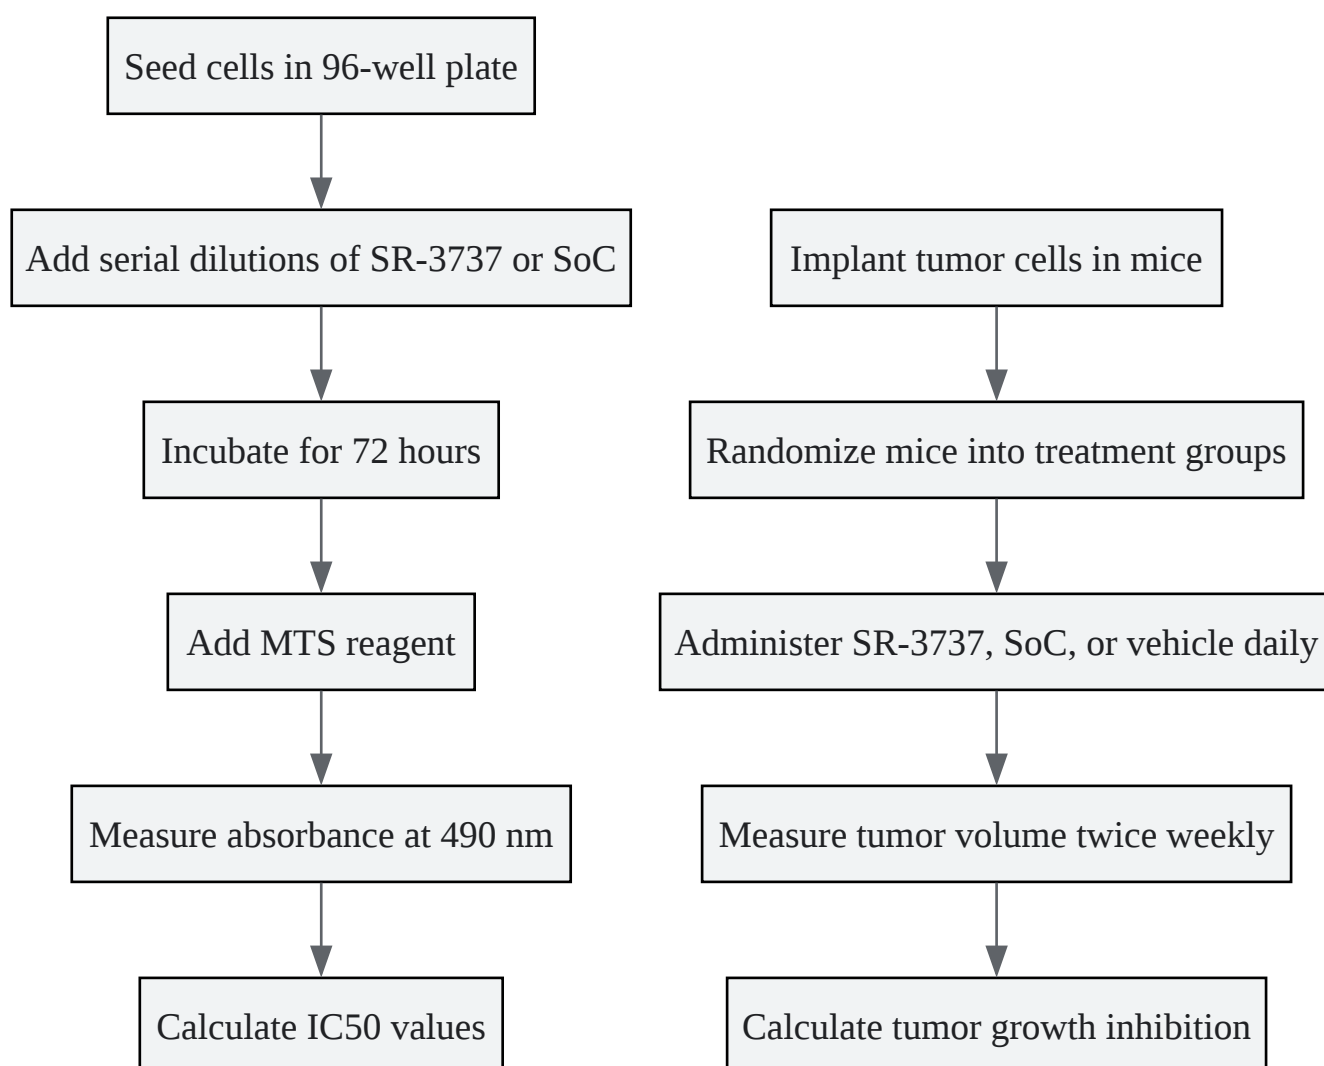 Seed cells in 96-well plate
Add serial dilutions of SR-3737 or SoC
Incubate for 72 hours
Add MTS reagent
Measure absorbance at 490 nm
Calculate IC50 values
Implant tumor cells in mice
Randomize mice into treatment groups
Administer SR-3737, SoC, or vehicle daily
Measure tumor volume twice weekly
Calculate tumor growth inhibition